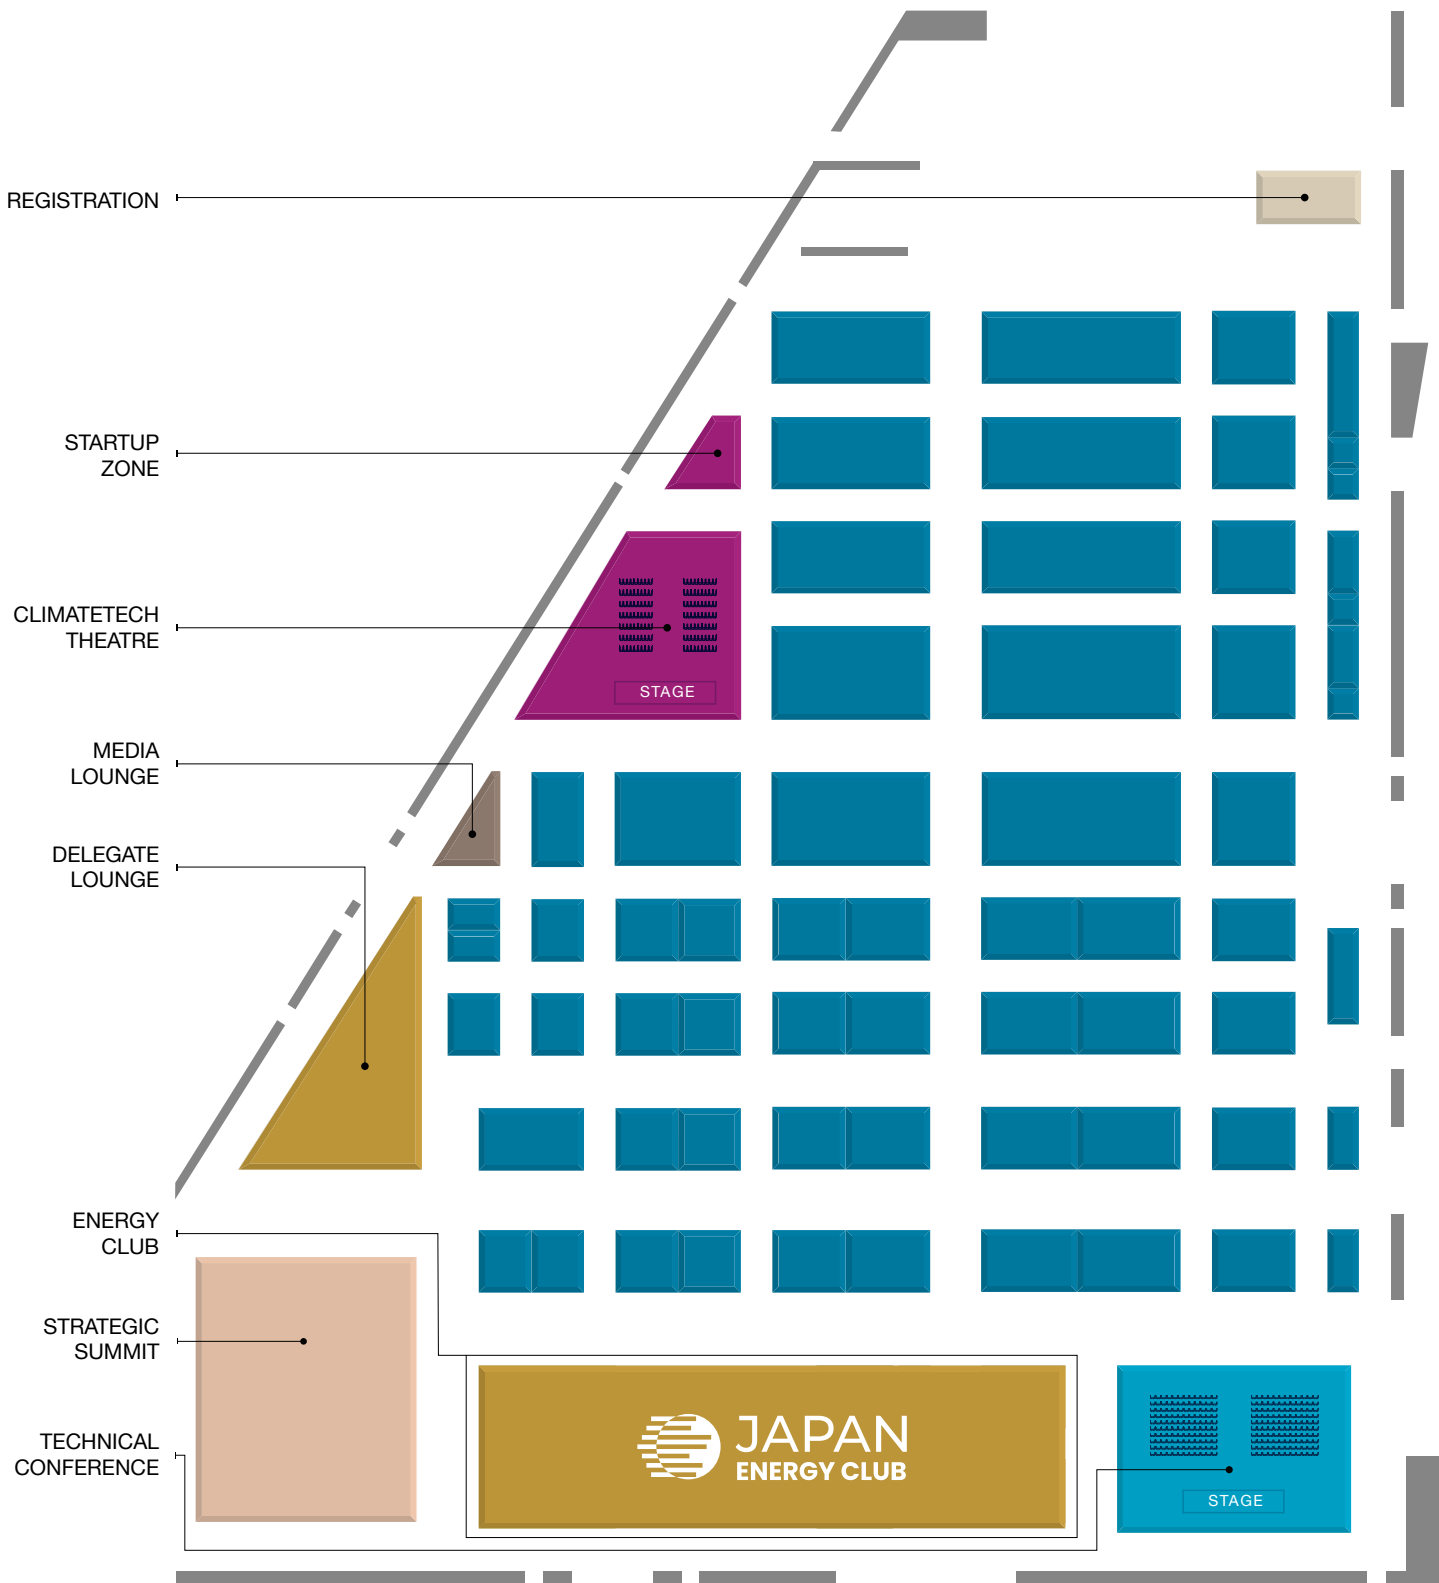 REGISTRATION
STARTUP
ZONE
CLIMATETECH
THEATRE
STAGE
MEDIA
LOUNGE
DELEGATE
LOUNGE
ENERGY
CLUB
STRATEGIC
SUMMIT
TECHNICAL
CONFERENCE
JAPAN
ENERGY CLUB
STAGE